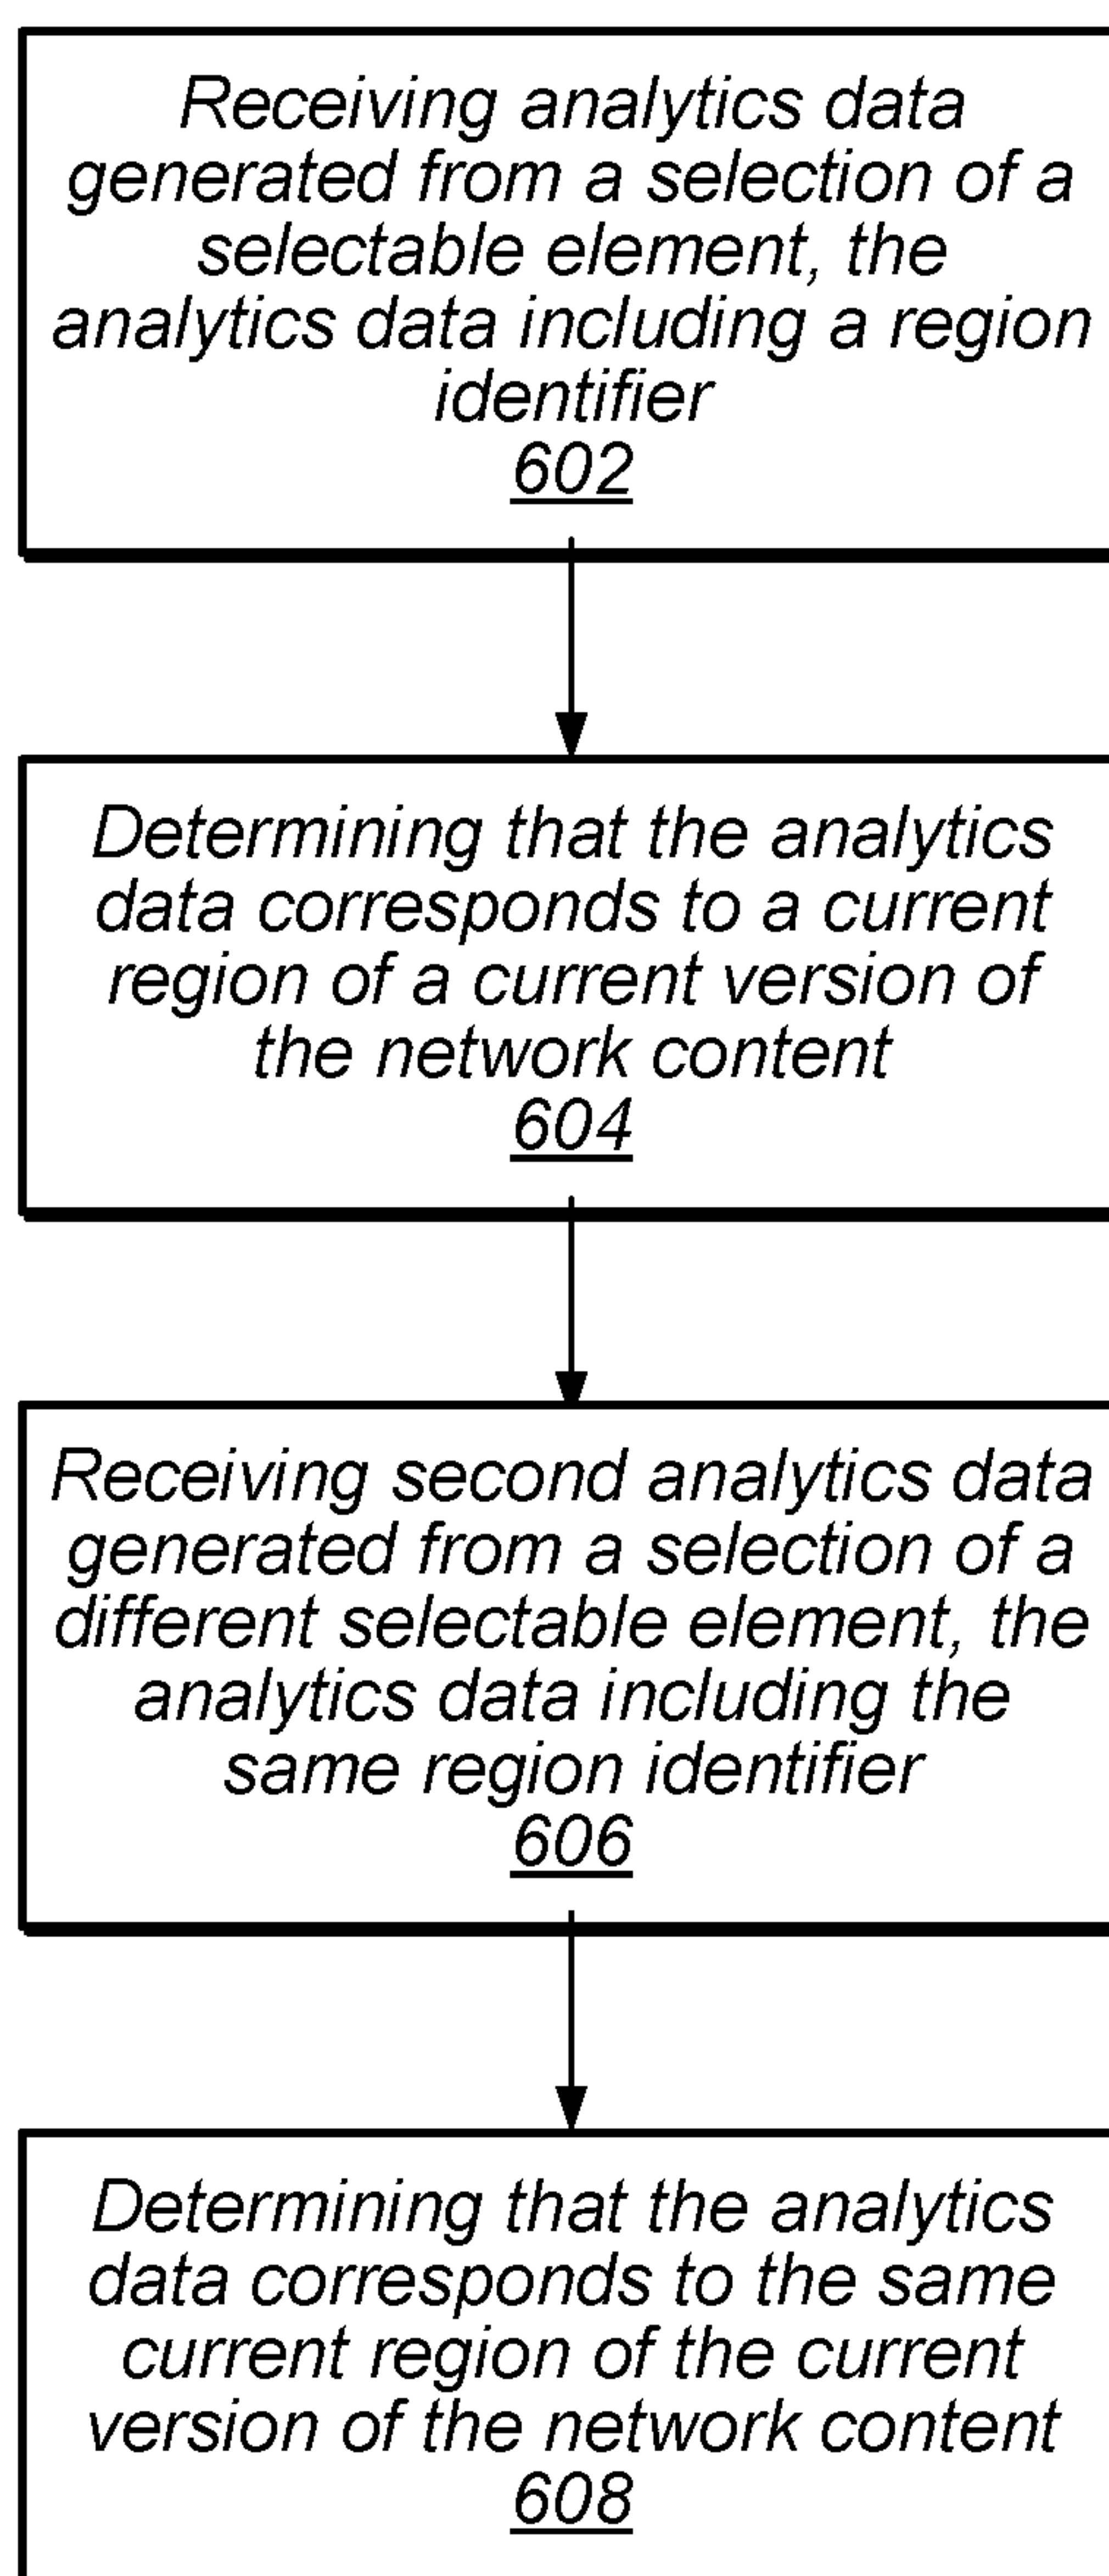 Receiving analytics data
generated from a selection of a
selectable element, the
analytics data including a region
identifier
602
Determining that the analytics
data corresponds to a current
region of a current version of
the network content
604
Receiving second analytics data
generated from a selection of a
different selectable element, the
analytics data including the
same region identifier
606
Determining that the analytics
data corresponds to the same
current region of the current
version of the network content
608